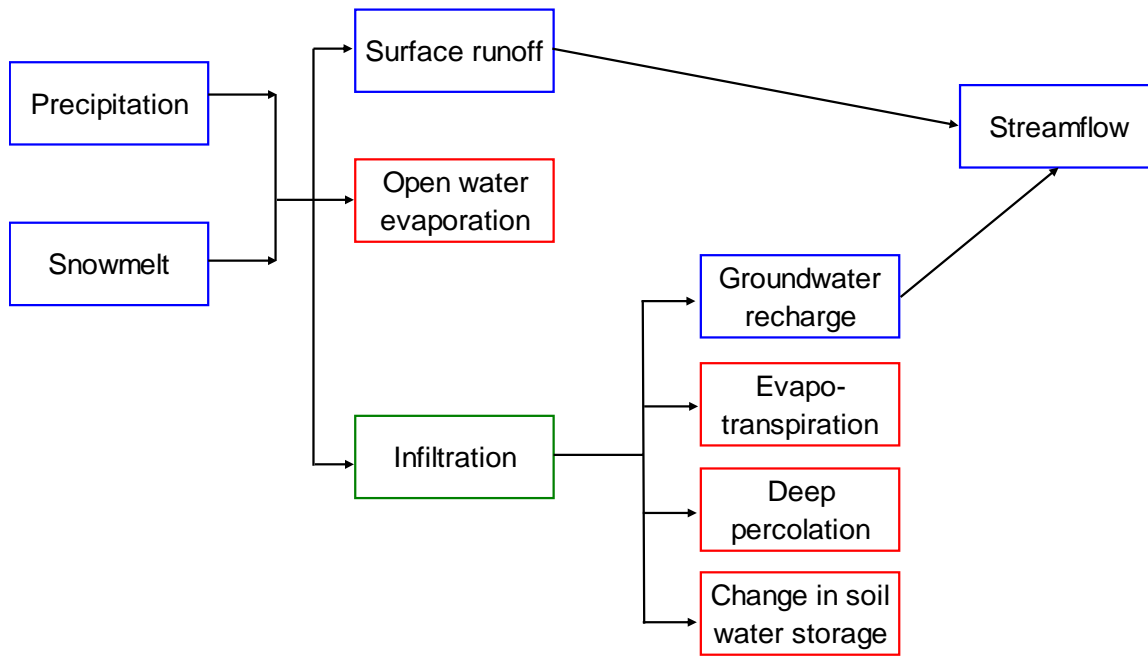 Precipitation
Snowmelt
Surface runoff
Open water
evaporation
Infiltration
Groundwater
recharge
Evapo-
transpiration
Deep
percolation
Change in soil
water storage
Streamflow